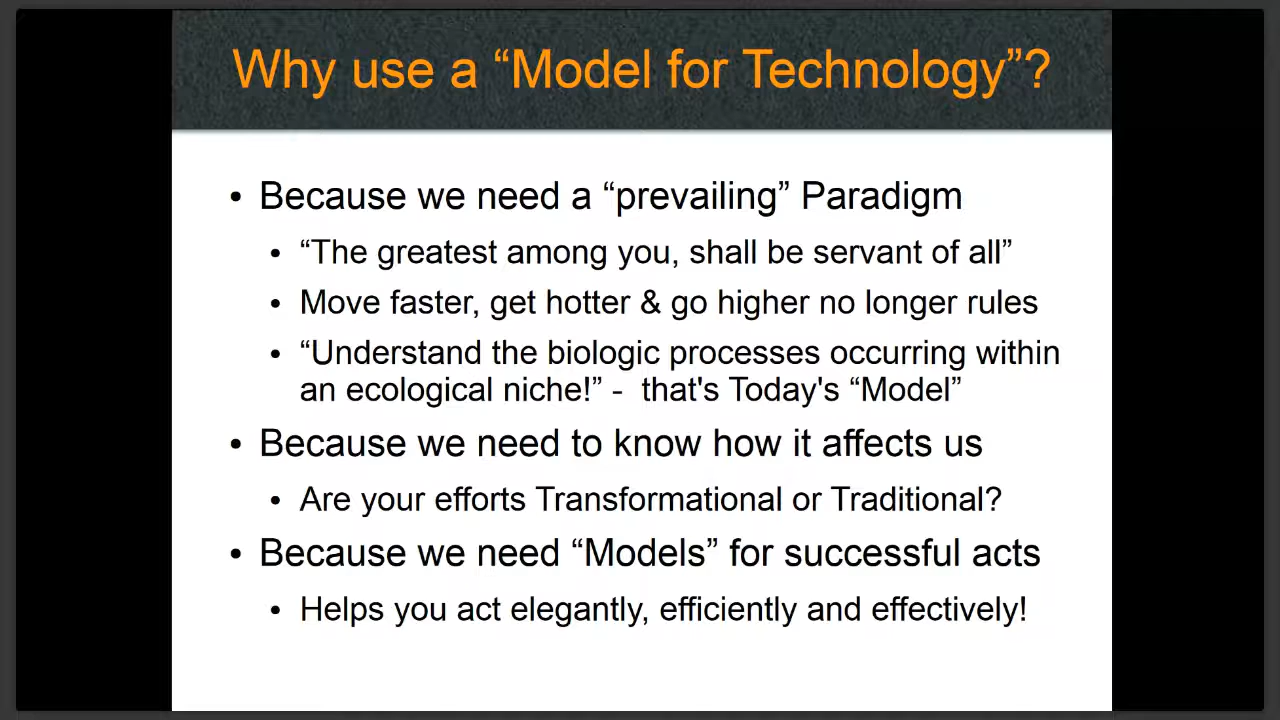 Why use a “Model for Technology”?
• Because we need a “prevailing” Paradigm
• “The greatest among you, shall be servant of all”
• Move faster, get hotter & go higher no longer rules
• “Understand the biologic processes occurring within
an ecological niche!” - that's Today's “Model”
• Because we need to know how it affects us
• Are your efforts Transformational or Traditional?
• Because we need “Models” for successful acts
• Helps you act elegantly, efficiently and effectively!